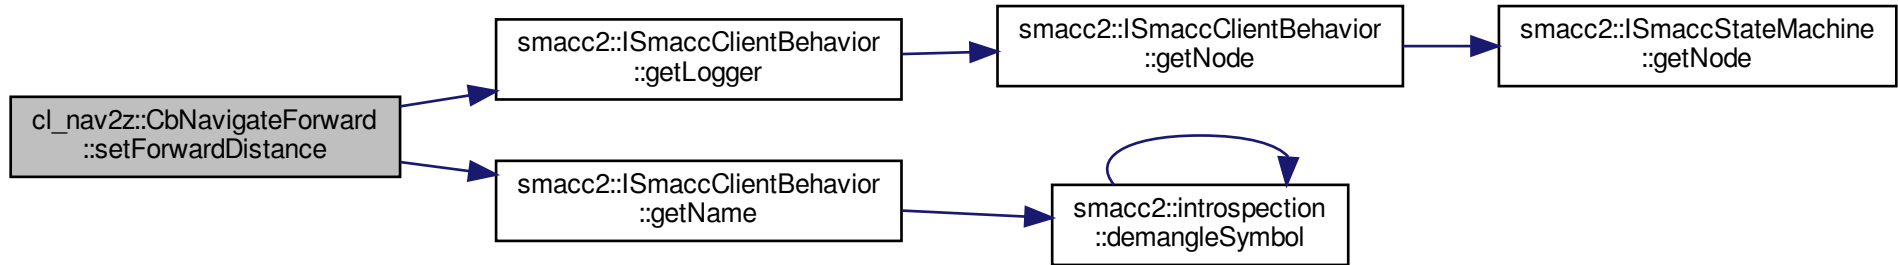 cl_nav2z::CbNavigateForward
::setForwardDistance
smacc2::ISmaccClientBehavior
::getLogger
smacc2::ISmaccClientBehavior
::getNode
smacc2::ISmaccStateMachine
::getNode
smacc2::ISmaccClientBehavior
::getName
smacc2::introspection
::demangleSymbol